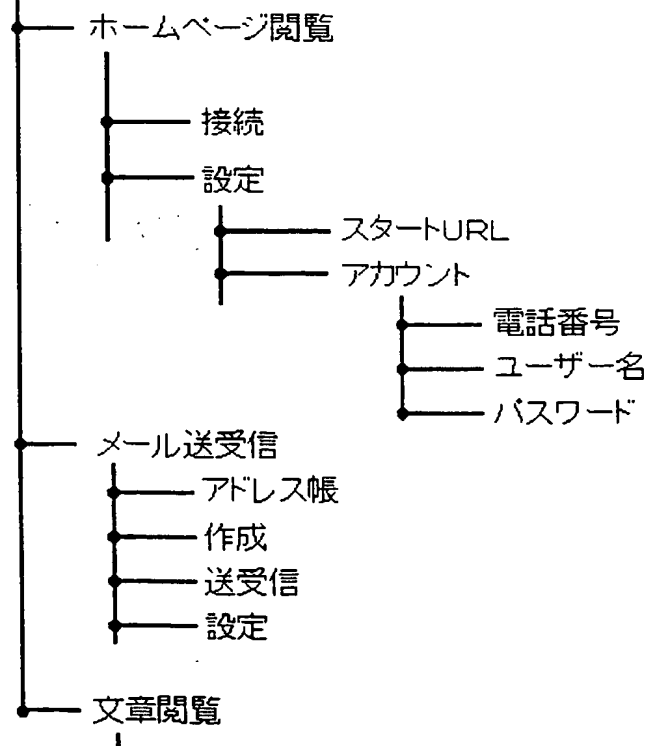 ホームページ閲覧
接続
設定
スタートURL
アカウント
電話番号
ユーザー名
パスワード
メール送受信
アドレス帳
作成
送受信
設定
文章閲覧